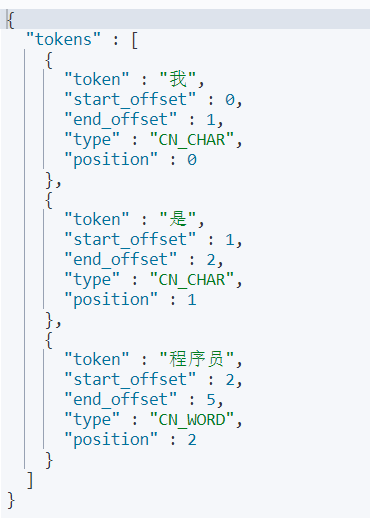 {
  "tokens" : [
    {
      "token" : "我",
      "start_offset" : 0,
      "end_offset" : 1,
      "type" : "CN_CHAR",
      "position" : 0
    },
    {
      "token" : "是",
      "start_offset" : 1,
      "end_offset" : 2,
      "type" : "CN_CHAR",
      "position" : 1
    },
    {
      "token" : "程序员",
      "start_offset" : 2,
      "end_offset" : 5,
      "type" : "CN_WORD",
      "position" : 2
    }
  ]
}